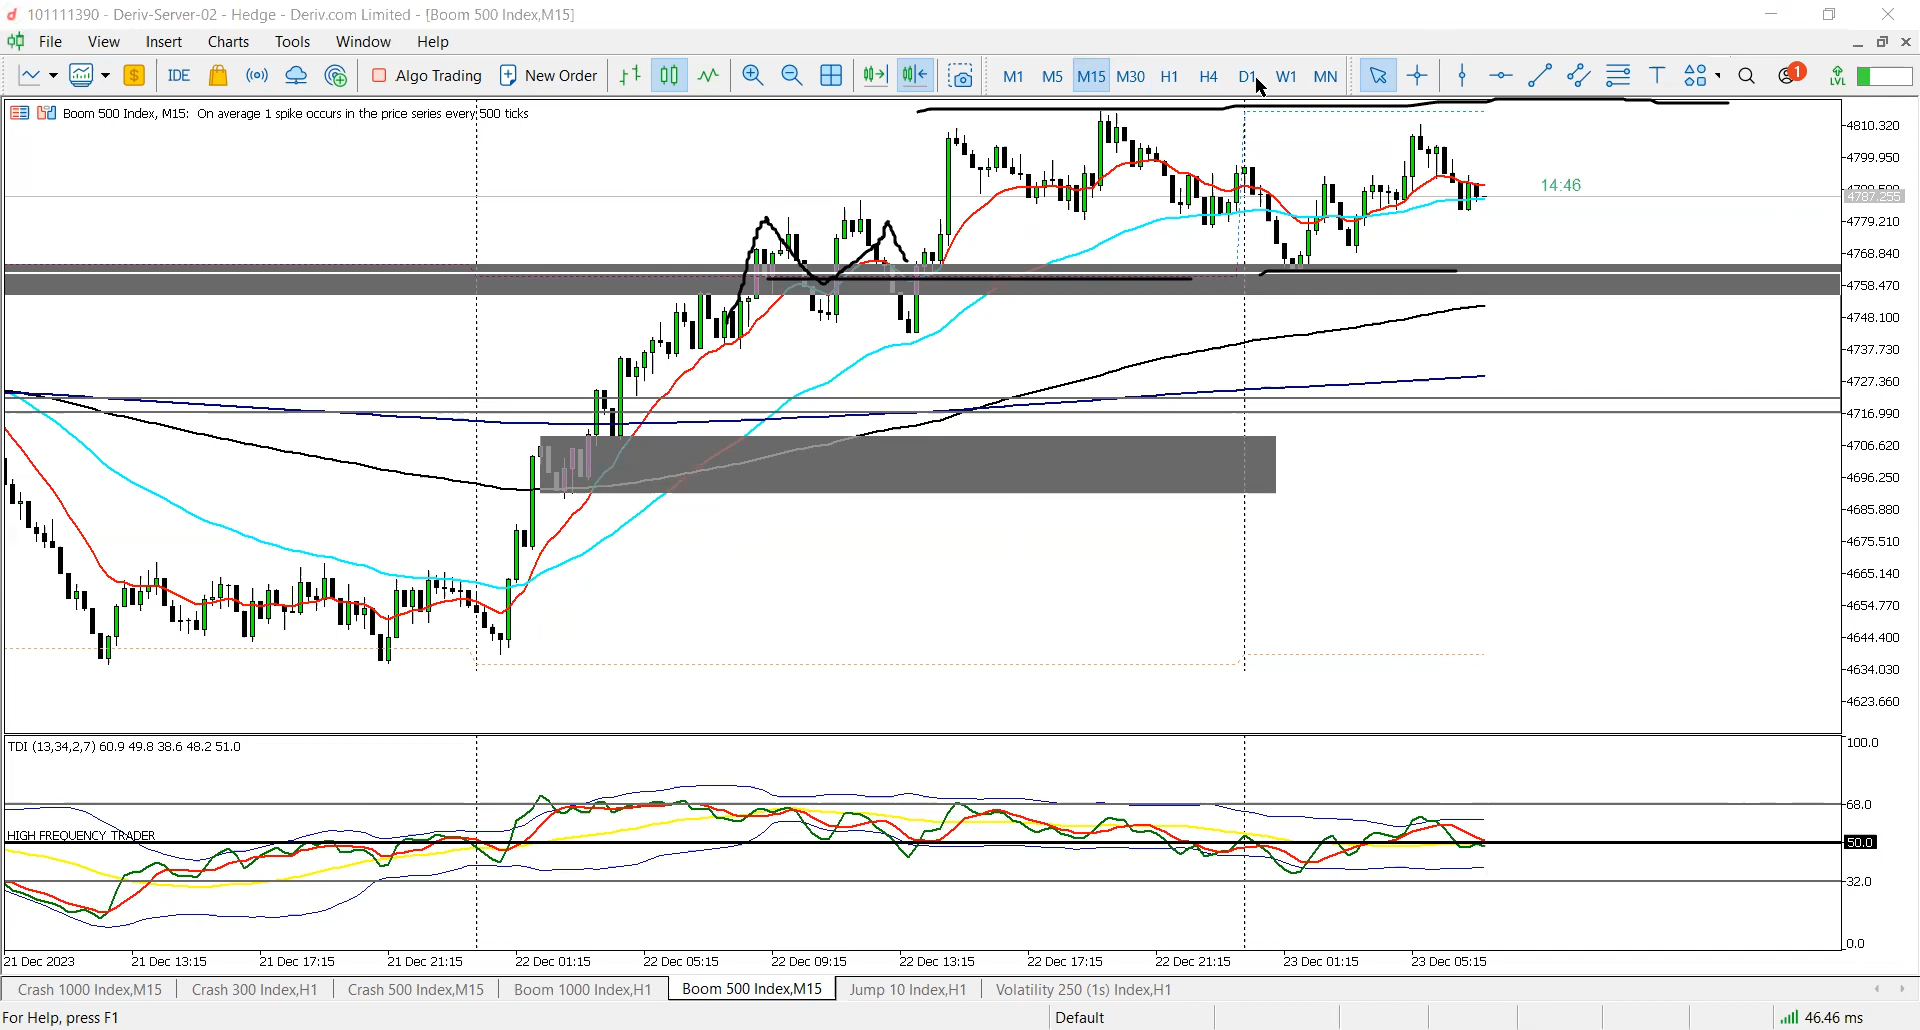 101111390 - Deriv-Server-02 - Hedge - Deriv.com Limited - [Boom 500 Index,M15]
File View Insert Charts Tools Window Help
IDE Algo Trading New Order M1 M5 M15 M30 H1 H4 D1 W1 MN T 1 LVL
Boom 500 Index, M15: On average 1 spike occurs in the price series every 500 ticks
4810.320
4799.950
14:46
4787.255
4779.210
4768.840
4758.470
4748.100
4737.730
4727.360
4716.990
4706.620
4696.250
4685.880
4675.510
4665.140
4654.770
4644.400
4634.030
4623.660
TDI (13,34,2,7) 60.9 49.8 38.6 48.2 51.0
100.0
68.0
HIGH FREQUENCY TRADER
50.0
32.0
0.0
21 Dec 2023 21 Dec 13:15 21 Dec 17:15 21 Dec 21:15 22 Dec 01:15 22 Dec 05:15 22 Dec 09:15 22 Dec 13:15 22 Dec 17:15 22 Dec 21:15 23 Dec 01:15 23 Dec 05:15
Crash 1000 Index,M15 Crash 300 Index,H1 Crash 500 Index,M15 Boom 1000 Index,H1 Boom 500 Index,M15 Jump 10 Index,H1 Volatility 250 (1s) Index,H1
For Help, press F1 Default 46.46 ms